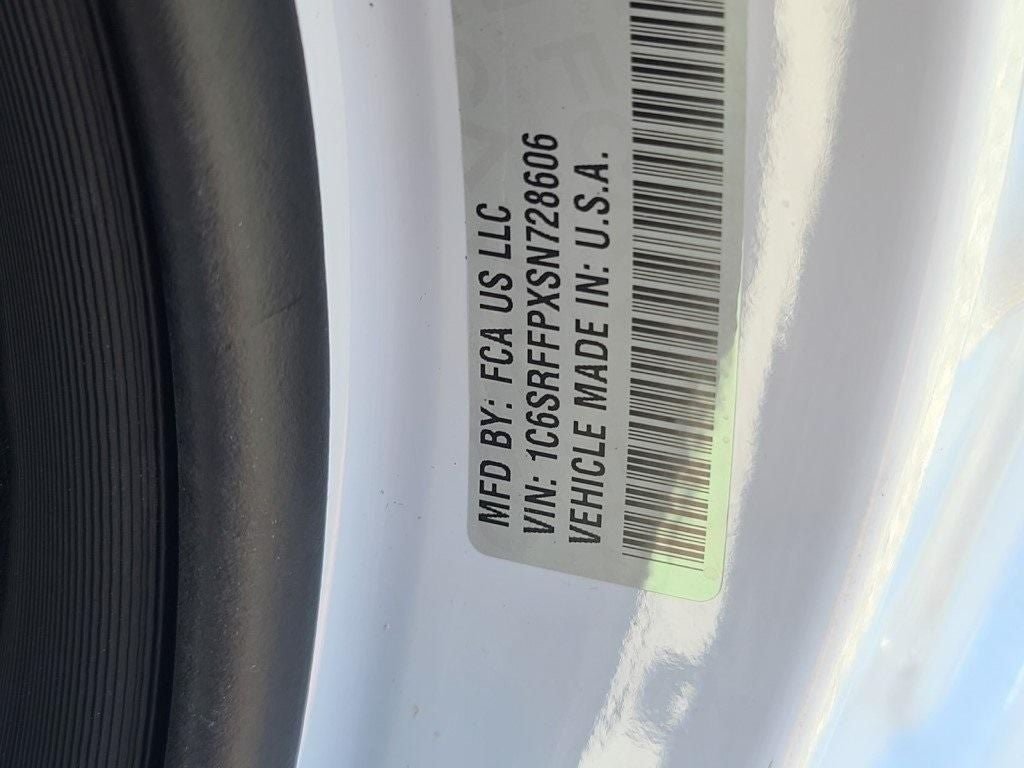 MFD BY: FCA US LLC
VIN: 1C6SRFFPXSN728606
VEHICLE MADE IN: U.S.A.